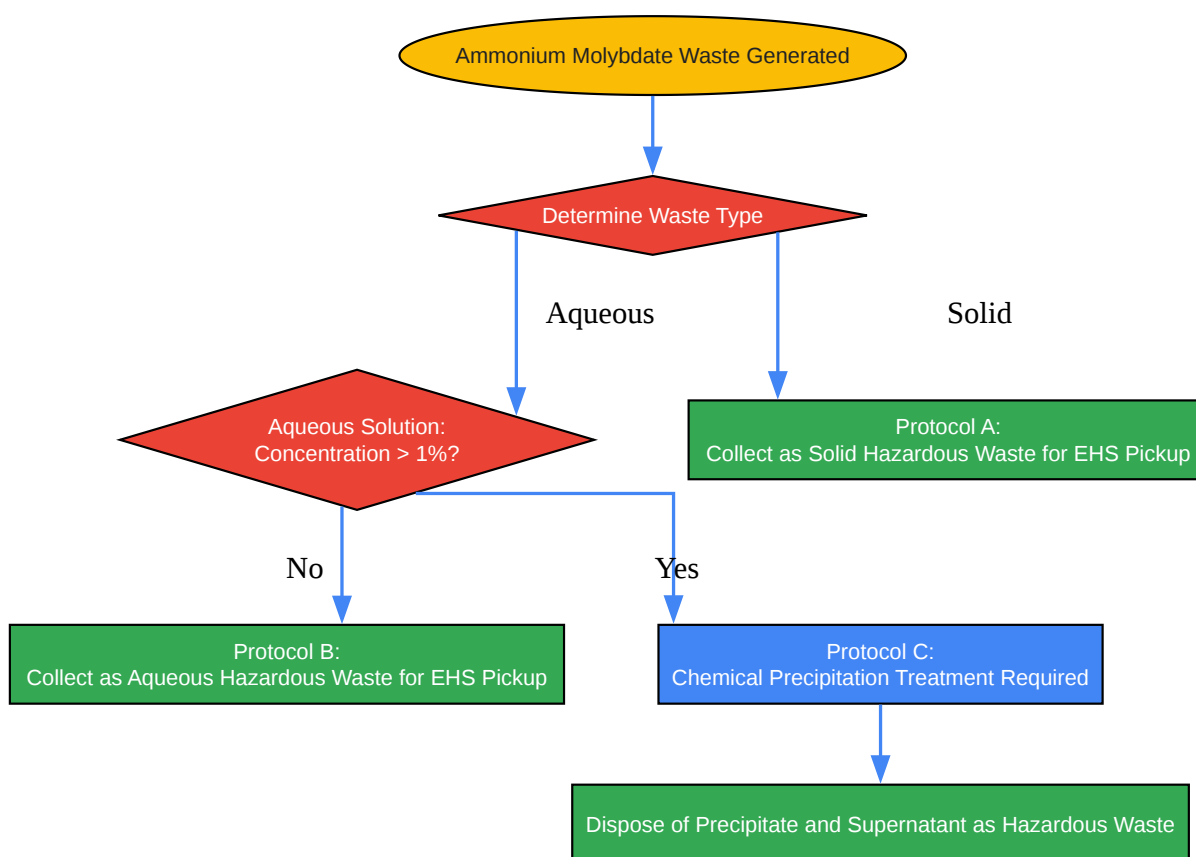 Ammonium Molybdate Waste Generated
Determine Waste Type
Aqueous
Solid
Aqueous Solution:
Concentration > 1%?
Protocol A:
Collect as Solid Hazardous Waste for EHS Pickup
No
Yes
Protocol B:
Collect as Aqueous Hazardous Waste for EHS Pickup
Protocol C:
Chemical Precipitation Treatment Required
Dispose of Precipitate and Supernatant as Hazardous Waste